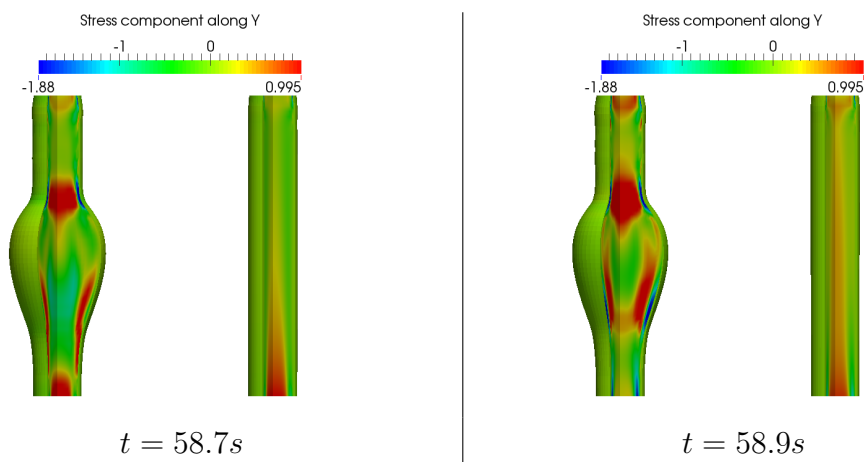 Stress component along Y
-1 0
-1.88 0.995
t = 58.7s
Stress component along Y
-1 0
-1.88 0.995
t = 58.9s